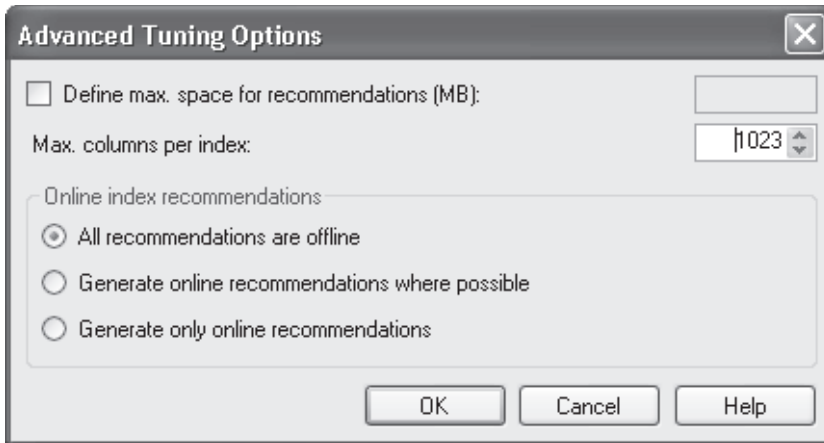 Advanced Tuning Options
Define max. space for recommendations (MB):
Max. columns per index: 1023
Online index recommendations
All recommendations are offline
Generate online recommendations where possible
Generate only online recommendations
OK Cancel Help